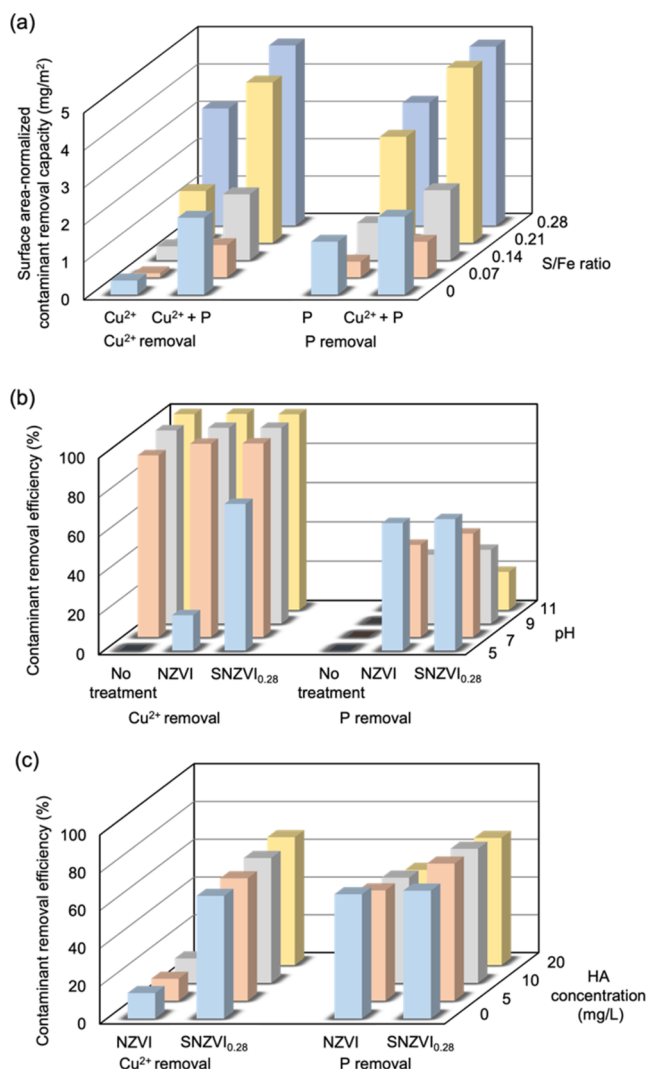 (a)
Surface area-normalized
contaminant removal capacity (mg/m²)
5
4
3
2
1
0
0.28
0.21
0.14
0.07
0
S/Fe ratio
Cu²⁺ Cu²⁺ + P P Cu²⁺ + P
Cu²⁺ removal P removal
(b)
Contaminant removal efficiency (%)
100
80
60
40
20
0
11
9
7
5
pH
No treatment NZVI SNZVI₀.₂₈ No treatment NZVI SNZVI₀.₂₈
Cu²⁺ removal P removal
(c)
Contaminant removal efficiency (%)
100
80
60
40
20
0
20
10
5
0
HA
concentration
(mg/L)
NZVI SNZVI₀.₂₈ NZVI SNZVI₀.₂₈
Cu²⁺ removal P removal